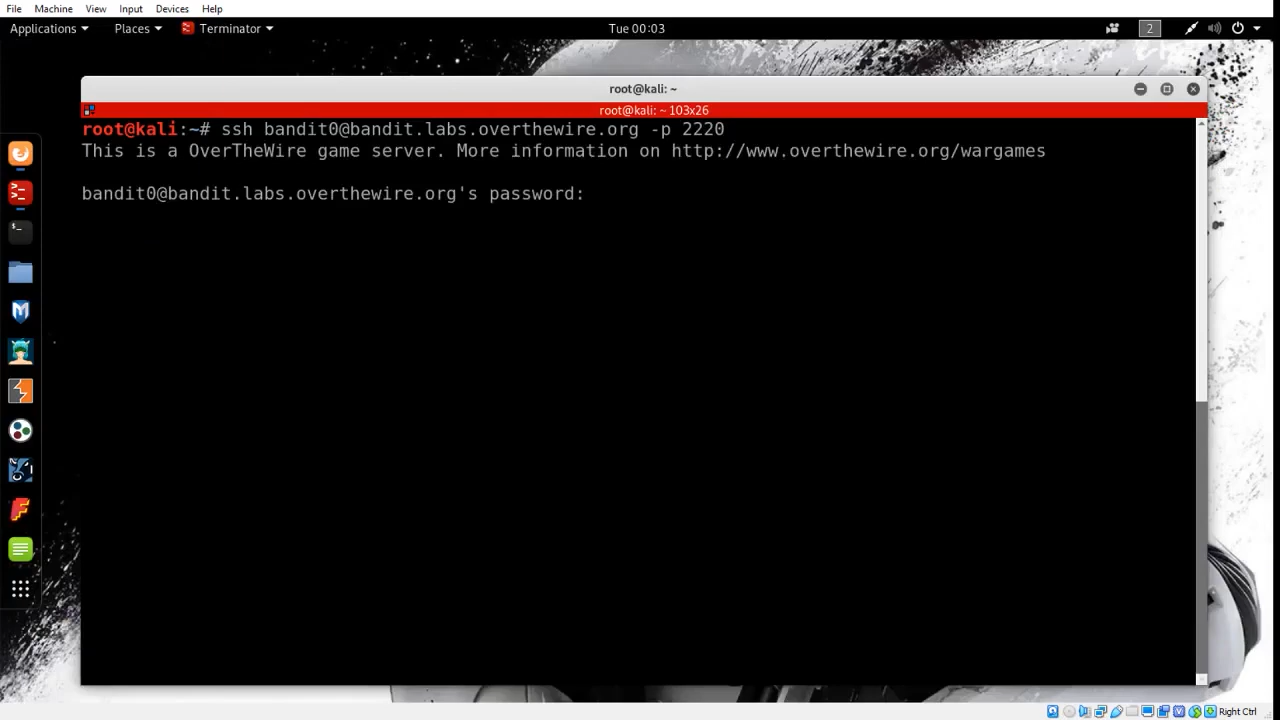 File Machine View Input Devices Help
Applications Places Terminator Tue 00:03 2
root@kali: ~
root@kali: ~ 103x26
root@kali:~# ssh bandit0@bandit.labs.overthewire.org -p 2220
This is a OverTheWire game server. More information on http://www.overthewire.org/wargames
bandit0@bandit.labs.overthewire.org's password:
Right Ctrl